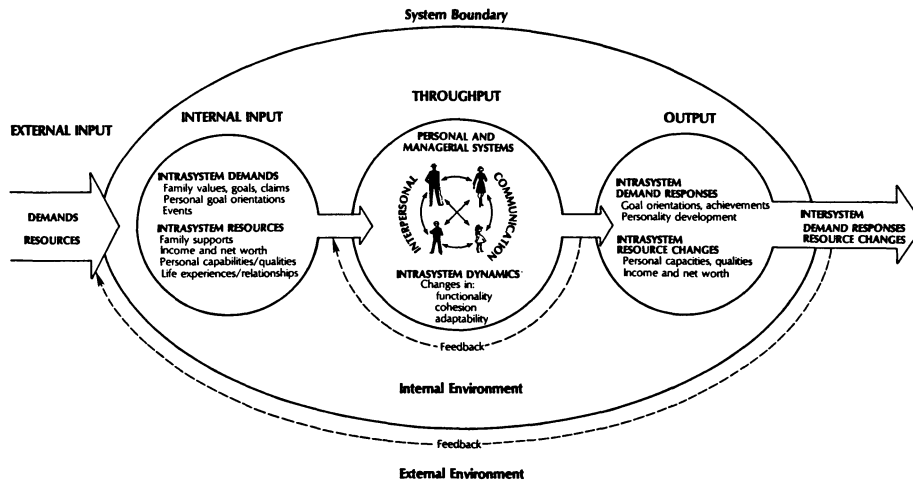 System Boundary
EXTERNAL INPUT
DEMANDS
RESOURCES
INTERNAL INPUT
INTRASYSTEM DEMANDS
Family values, goals, claims
Personal goal orientations
Events
INTRASYSTEM RESOURCES
Family supports
Income and net worth
Personal capabilities/qualities
Life experiences/relationships
THROUGHPUT
PERSONAL AND
MANAGERIAL SYSTEMS
INTERPERSONAL
COMMUNICATION
INTRASYSTEM DYNAMICS
Changes in:
functionality
cohesion
adaptability
Feedback
OUTPUT
INTRASYSTEM
DEMAND RESPONSES
Goal orientations, achievements
Personality development
INTRASYSTEM
RESOURCE CHANGES
Personal capacities, qualities
Income and net worth
INTERSYSTEM
DEMAND RESPONSES
RESOURCE CHANGES
Internal Environment
Feedback
External Environment